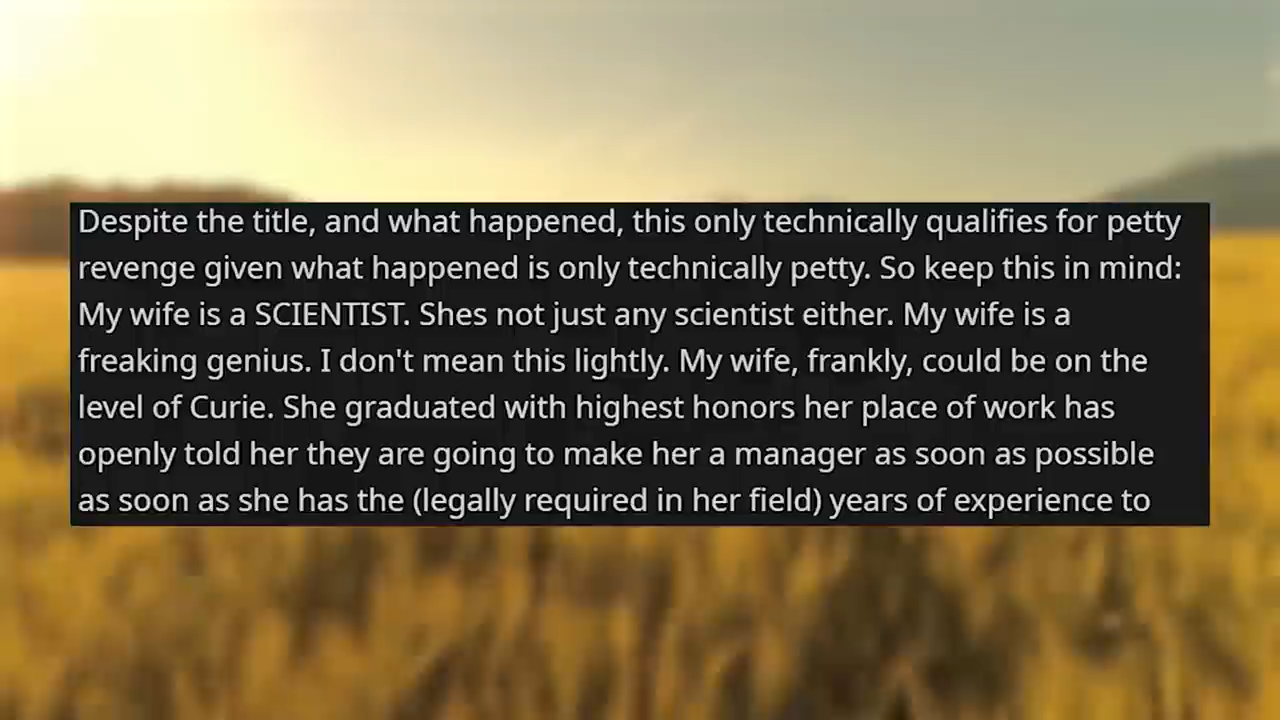 Despite the title, and what happened, this only technically qualifies for petty
revenge given what happened is only technically petty. So keep this in mind:
My wife is a SCIENTIST. Shes not just any scientist either. My wife is a
freaking genius. I don't mean this lightly. My wife, frankly, could be on the
level of Curie. She graduated with highest honors her place of work has
openly told her they are going to make her a manager as soon as possible
as soon as she has the (legally required in her field) years of experience to